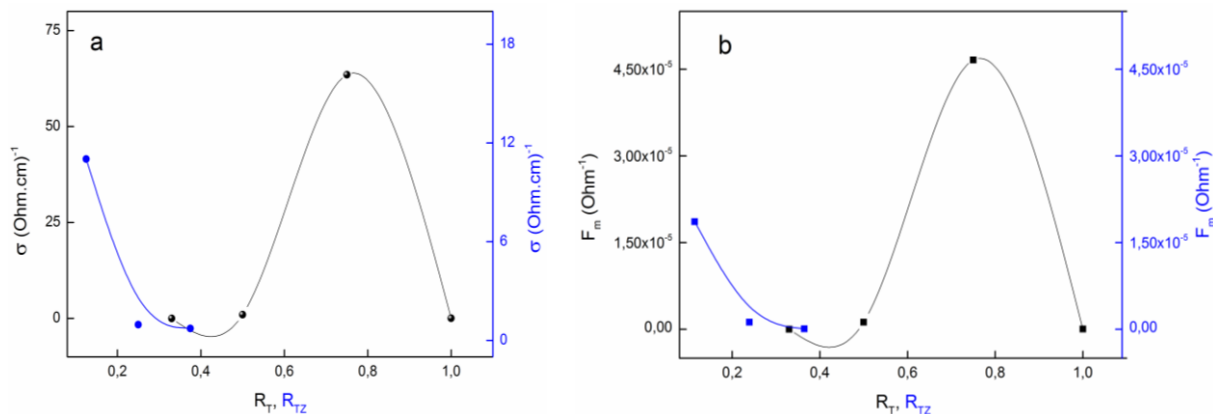 a
75
50
25
0
σ (Ohm.cm)⁻¹
18
12
6
0
σ (Ohm.cm)⁻¹
0,2 0,4 0,6 0,8 1,0
R_T, R_TZ
b
4,50x10⁻⁵
3,00x10⁻⁵
1,50x10⁻⁵
0,00
F_m (Ohm⁻¹)
4,50x10⁻⁵
3,00x10⁻⁵
1,50x10⁻⁵
0,00
F_m (Ohm⁻¹)
0,2 0,4 0,6 0,8 1,0
R_T, R_TZ